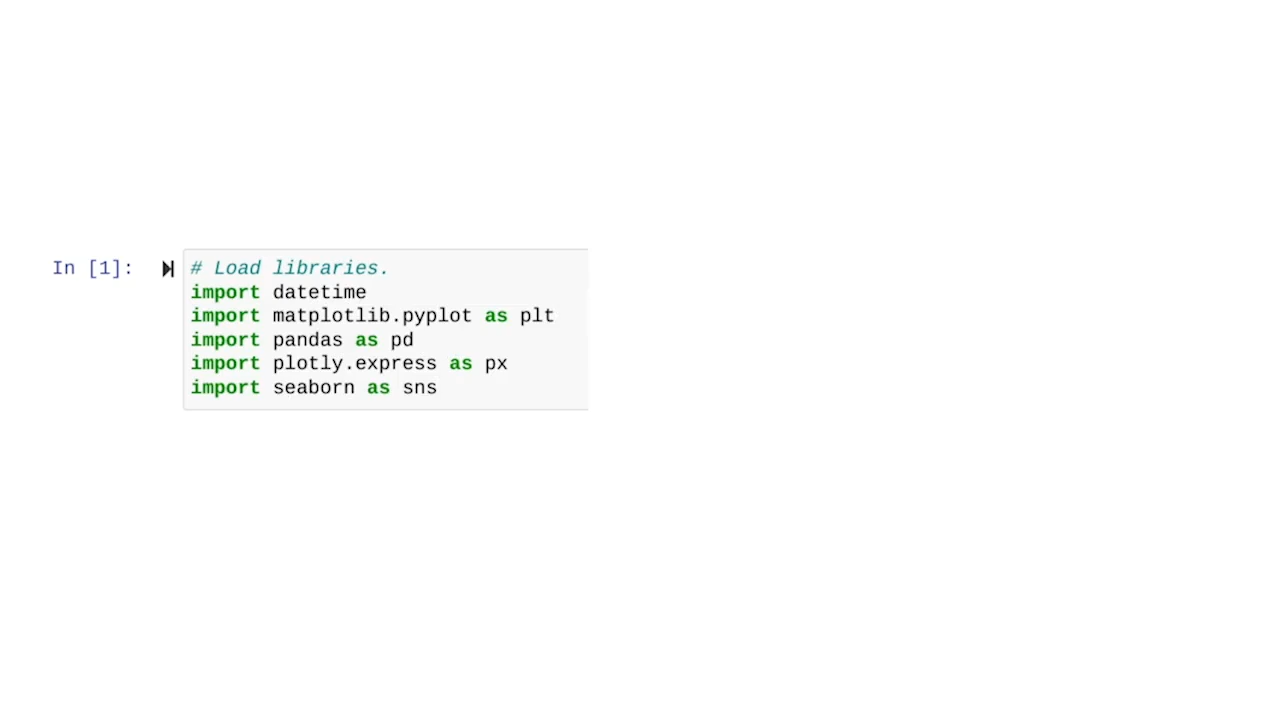 In [1]:
# Load libraries.
import datetime
import matplotlib.pyplot as plt
import pandas as pd
import plotly.express as px
import seaborn as sns